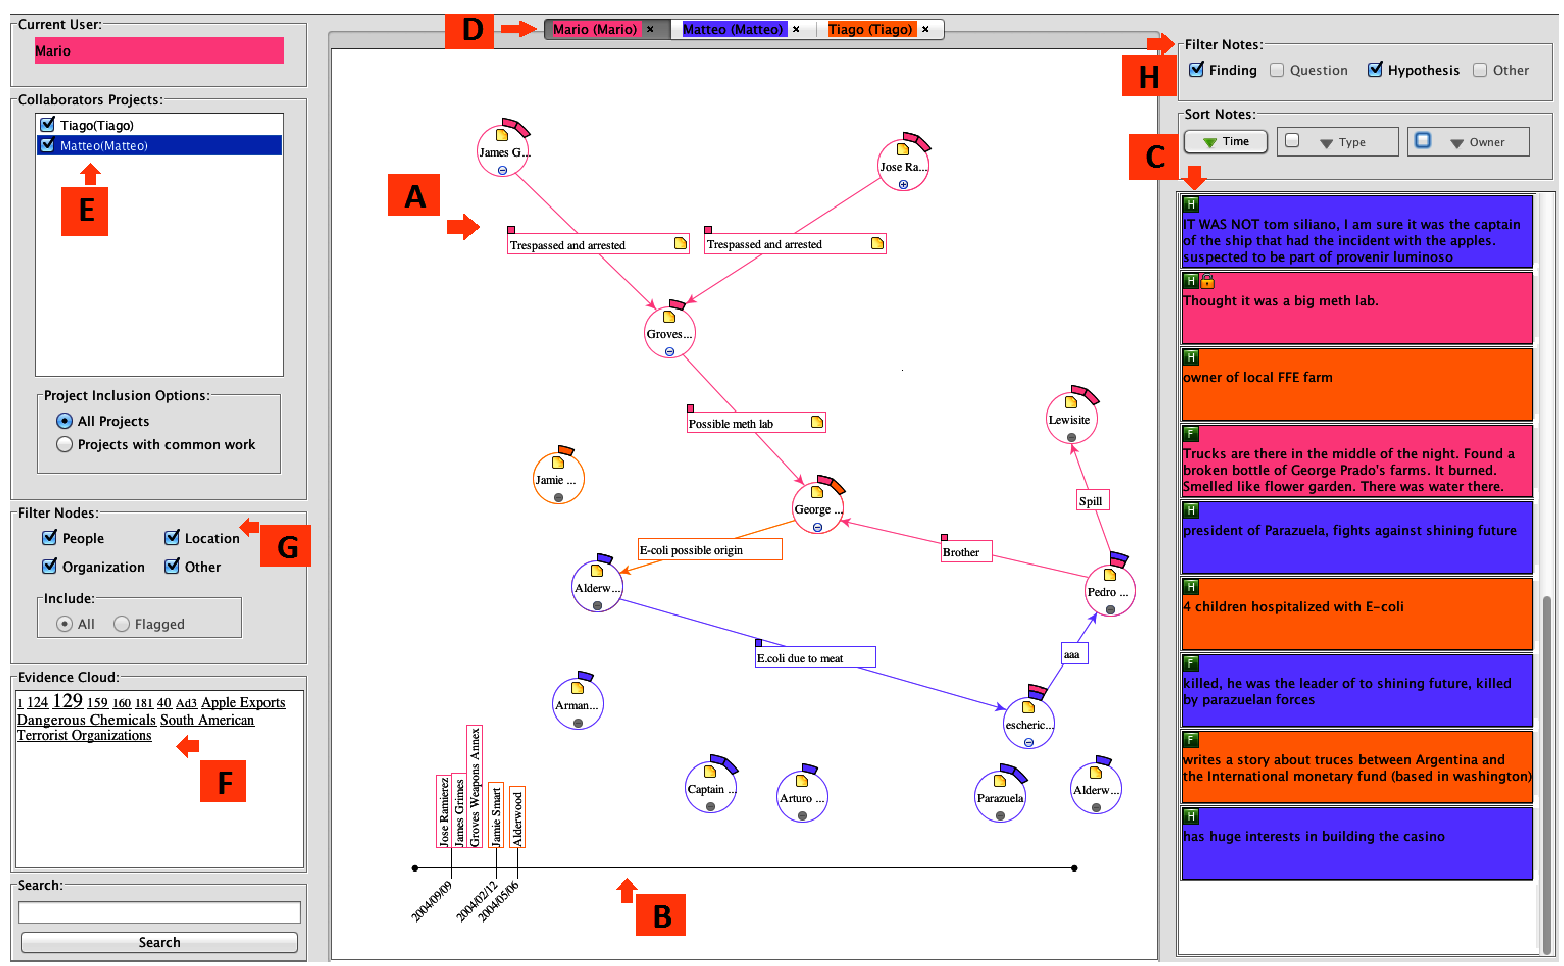 Current User:
Mario
Collaborators Projects:
Tiago(Tiago)
Matteo(Matteo)
E
Project Inclusion Options:
All Projects
Projects with common work
Filter Nodes:
People
Location
Organization
Other
G
Include:
All
Flagged
Evidence Cloud:
1 124 129 159 160 181 40 Ad3 Apple Exports
Dangerous Chemicals South American
Terrorist Organizations
F
Search:
Search
D
Mario (Mario) ×
Matteo (Matteo) ×
Tiago (Tiago) ×
James G...
Jose Ra...
A
Trespassed and arrested
Trespassed and arrested
Groves...
Possible meth lab
Lewisite
Jamie ...
George ...
Spill
E-coli possible origin
Brother
Alderw...
Pedro ...
E.coli due to meat
aaa
Arman...
escheric...
Captain ...
Arturo ...
Parazuela
Alderw...
Jose Ramierez
James Grimes
Groves Weapons Annex
Jamie Smart
Alderwood
2004/09/09
2004/02/12
2004/05/06
B
H
Filter Notes:
Finding
Question
Hypothesis
Other
Sort Notes:
Time
Type
Owner
C
H
IT WAS NOT tom siliano, I am sure it was the captain
of the ship that had the incident with the apples.
suspected to be part of provenir luminoso
H
Thought it was a big meth lab.
H
owner of local FFE farm
F
Trucks are there in the middle of the night. Found a
broken bottle of George Prado's farms. It burned.
Smelled like flower garden. There was water there.
H
president of Parazuela, fights against shining future
H
4 children hospitalized with E-coli
F
killed, he was the leader of to shining future, killed
by parazuelan forces
F
writes a story about truces between Argentina and
the International monetary fund (based in washington)
H
has huge interests in building the casino